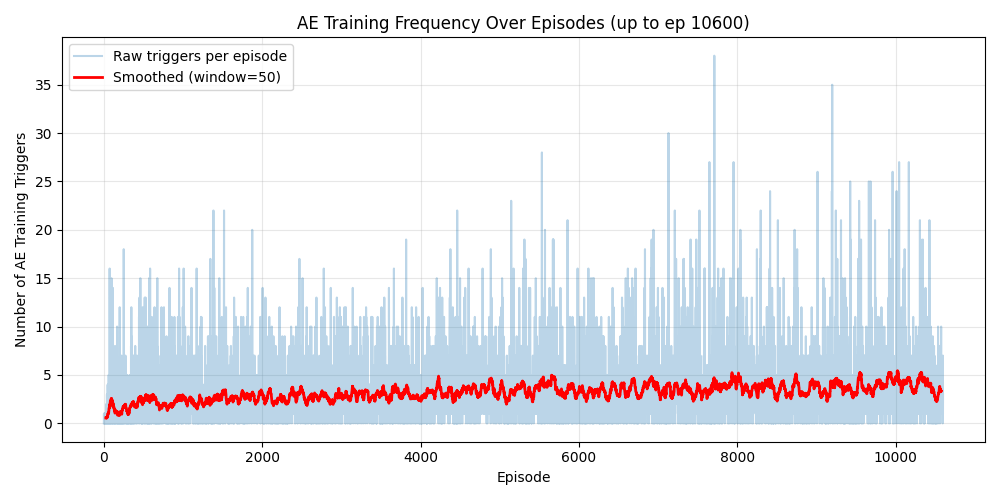 AE Training Frequency Over Episodes (up to ep 10600)
Raw triggers per episode
Smoothed (window=50)
Number of AE Training Triggers
35
30
25
20
15
10
5
0
0 2000 4000 6000 8000 10000
Episode